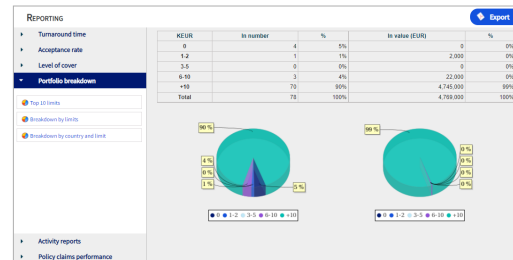 REPORTING
Export
Turnaround time
Acceptance rate
Level of cover
Portfolio breakdown
Top 10 limits
Breakdown by limits
Breakdown by country and limit
Activity reports
Policy claims performance
KEUR In number % In value (EUR) %
0 4 5% 0 0%
1-2 1 1% 2,000 0%
3-5 0 0% 0 0%
6-10 3 4% 22,000 0%
+10 70 90% 4,745,000 99%
Total 78 100% 4,769,000 100%
90 %
4 %
0 %
1 %
5 %
0 1-2 3-5 6-10 +10
99 %
0 %
0 %
0 %
0 %
0 1-2 3-5 6-10 +10